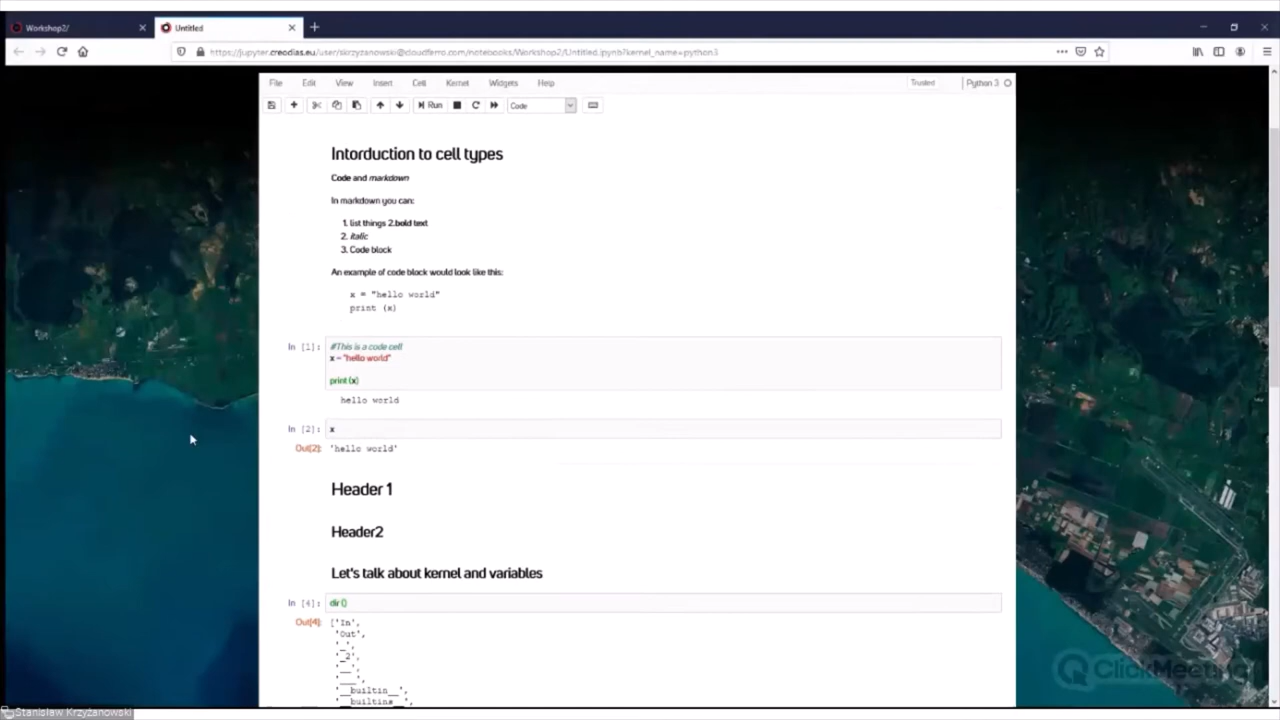 Workshop2/
Untitled
https://jupyter.creodias.eu/user/skrzyzanowski@cloudferro.com/notebooks/Workshop2/Untitled.ipynb?kernel_name=python3
File Edit View Insert Cell Kernel Widgets Help Trusted Python 3
Run Code
Intorduction to cell types
Code and markdown
In markdown you can:
1. list things 2.bold text
2. italic
3. Code block
An example of code block would look like this:
x = "hello world"
print (x)
In [1]: #This is a code cell
x = "hello world"
print (x)
hello world
In [2]: x
Out[2]: 'hello world'
Header 1
Header2
Let's talk about kernel and variables
In [4]: dir ()
Out[4]: ['In',
'Out',
'_',
'_2',
'__',
'___',
'__builtin__',
'__builtins__',
ClickMeeting
Stanisław Krzyżanowski